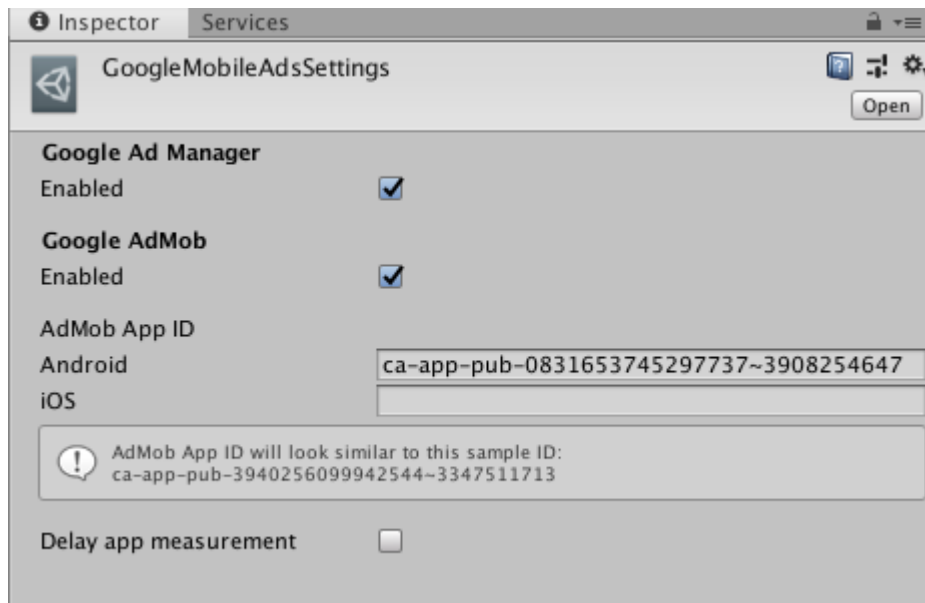 Inspector Services
GoogleMobileAdsSettings
Open
Google Ad Manager
Enabled
Google AdMob
Enabled
AdMob App ID
Android ca-app-pub-0831653745297737~3908254647
iOS
AdMob App ID will look similar to this sample ID:
ca-app-pub-3940256099942544~3347511713
Delay app measurement